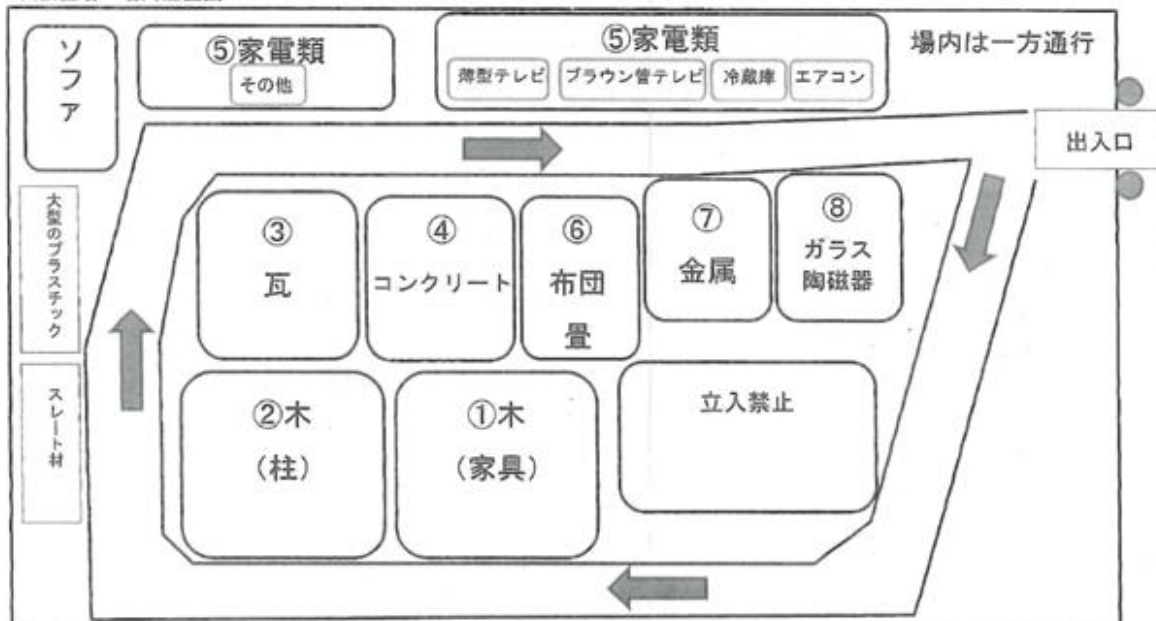 ソファ
⑤家電類
その他
⑤家電類
薄型テレビ
ブラウン管テレビ
冷蔵庫
エアコン
場内は一方通行
出入口
大型のプラスチック
スレート材
③
瓦
④
コンクリート
⑥
布団
畳
⑦
金属
⑧
ガラス
陶磁器
②木
（柱）
①木
（家具）
立入禁止